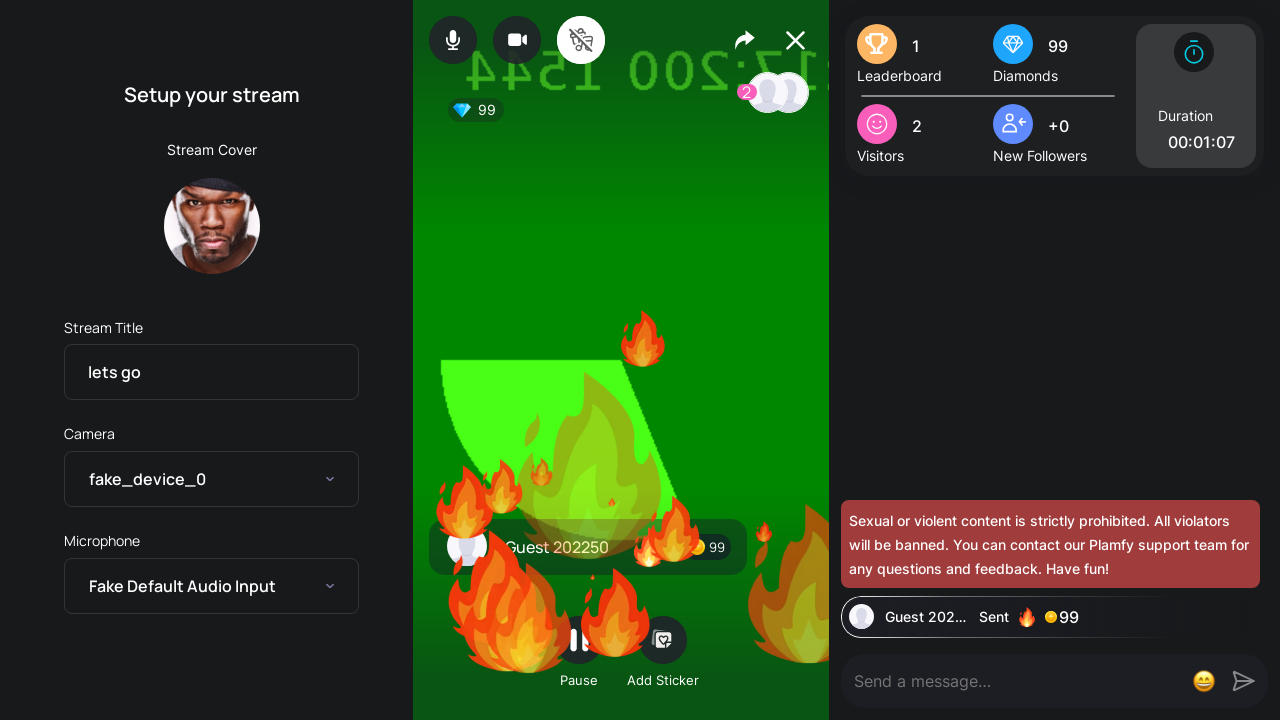 Setup your stream
Stream Cover
Stream Title
lets go
Camera
fake_device_0
Microphone
Fake Default Audio Input
:17:200 1544
99
2
Guest 202250
99
Pause
Add Sticker
1
Leaderboard
99
Diamonds
2
Visitors
+0
New Followers
Duration
00:01:07
Sexual or violent content is strictly prohibited. All violators
will be banned. You can contact our Plamfy support team for
any questions and feedback. Have fun!
Guest 202... Sent 99
Send a message...